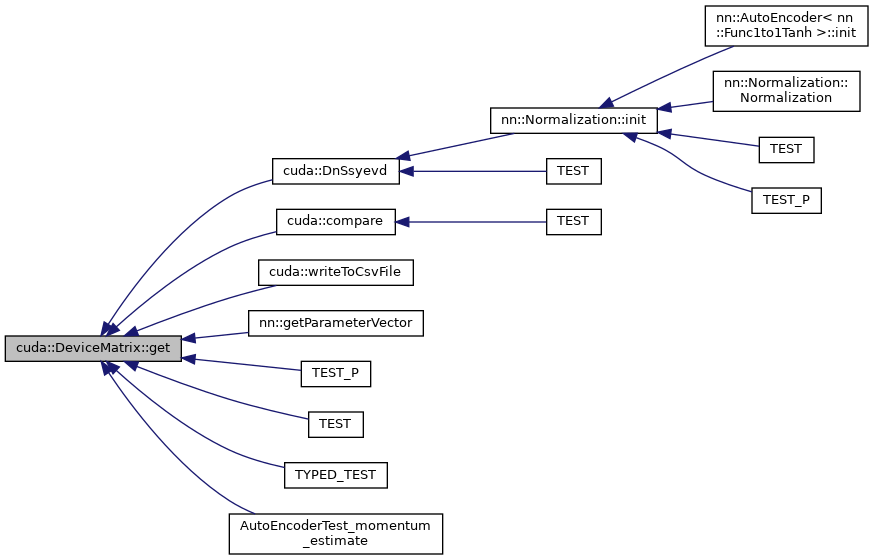 nn::AutoEncoder< nn
::Func1to1Tanh >::init
nn::Normalization::
Normalization
nn::Normalization::init
TEST
cuda::DnSsyevd
TEST
TEST_P
cuda::compare
TEST
cuda::writeToCsvFile
nn::getParameterVector
cuda::DeviceMatrix::get
TEST_P
TEST
TYPED_TEST
AutoEncoderTest_momentum
_estimate